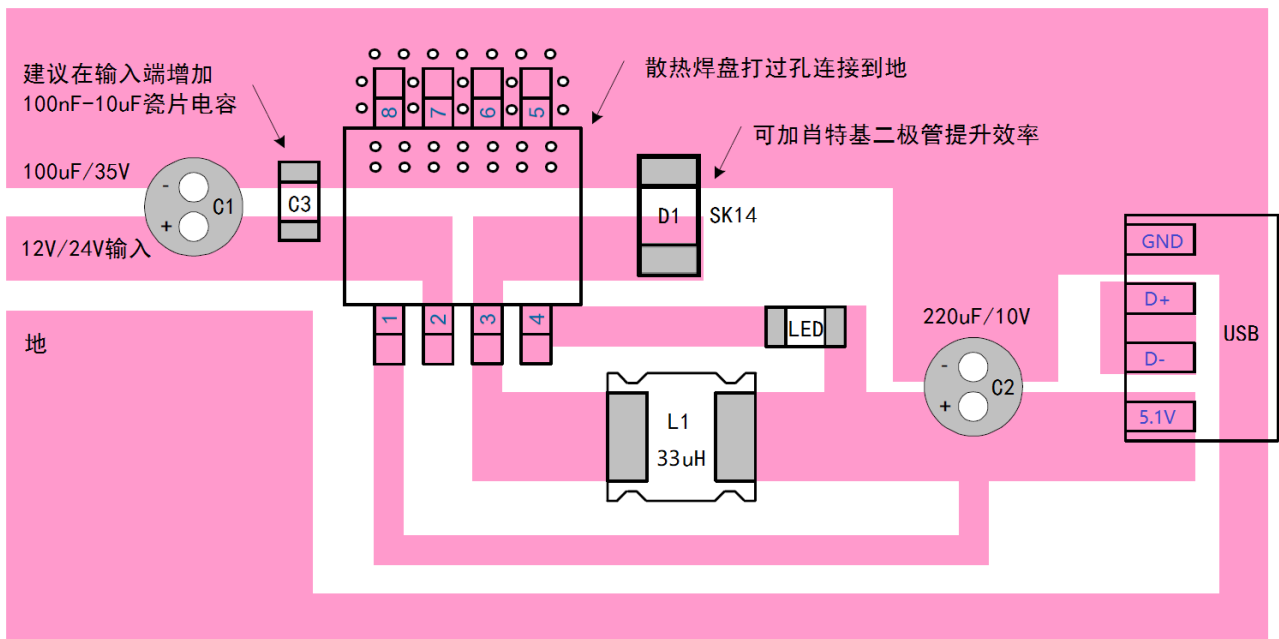 建议在输入端增加
100nF-10uF瓷片电容
散热焊盘打过孔连接到地
可加肖特基二极管提升效率
8
7
6
5
100uF/35V
-
+
C1
C3
D1
SK14
12V/24V输入
GND
D+
D-
5.1V
USB
1
2
3
4
LED
220uF/10V
-
+
C2
地
L1
33uH